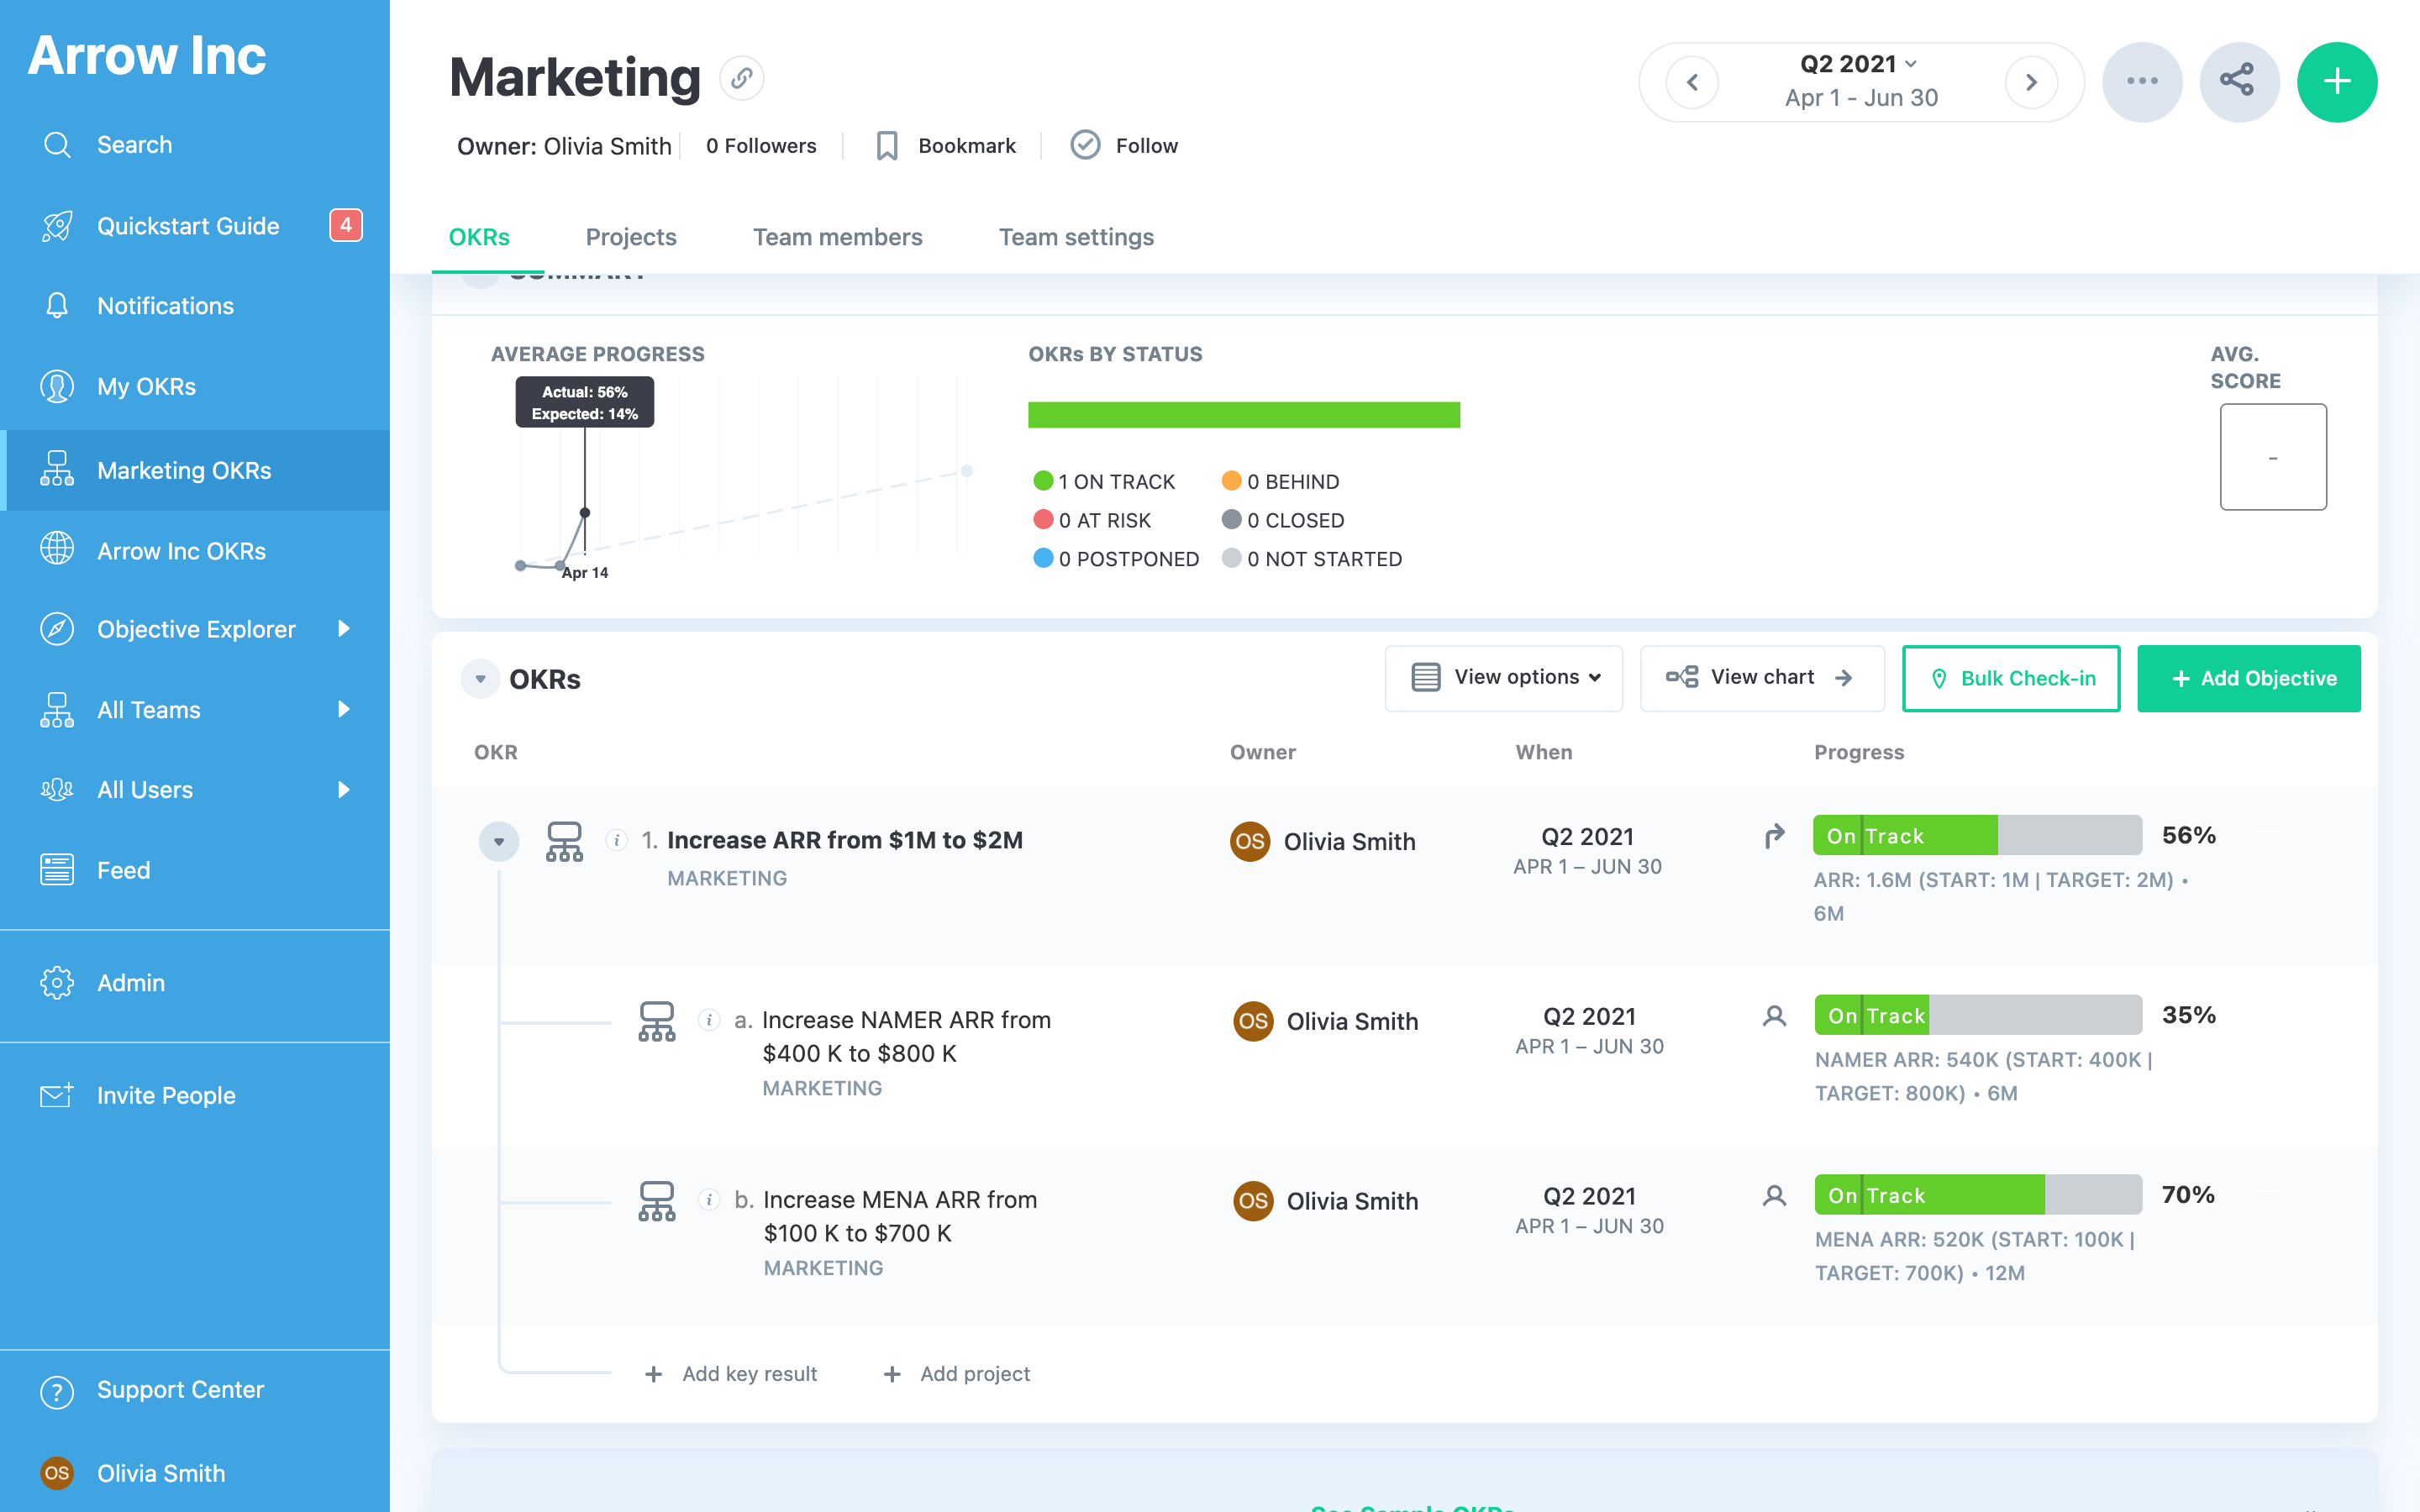 Arrow Inc
Search
Quickstart Guide 4
Notifications
My OKRs
Marketing OKRs
Arrow Inc OKRs
Objective Explorer
All Teams
All Users
Feed
Admin
Invite People
Support Center
OS Olivia Smith
Marketing
Owner: Olivia Smith
0 Followers
Bookmark
Follow
Q2 2021
Apr 1 - Jun 30
OKRs
Projects
Team members
Team settings
SUMMARY
AVERAGE PROGRESS
Actual: 56%
Expected: 14%
Apr 14
OKRs BY STATUS
1 ON TRACK
0 BEHIND
0 AT RISK
0 CLOSED
0 POSTPONED
0 NOT STARTED
AVG.
SCORE
-
OKRs
View options
View chart
Bulk Check-in
+ Add Objective
OKR
Owner
When
Progress
1. Increase ARR from $1M to $2M
MARKETING
OS Olivia Smith
Q2 2021
APR 1 – JUN 30
On Track
56%
ARR: 1.6M (START: 1M | TARGET: 2M) •
6M
a. Increase NAMER ARR from
$400 K to $800 K
MARKETING
OS Olivia Smith
Q2 2021
APR 1 – JUN 30
On Track
35%
NAMER ARR: 540K (START: 400K |
TARGET: 800K) • 6M
b. Increase MENA ARR from
$100 K to $700 K
MARKETING
OS Olivia Smith
Q2 2021
APR 1 – JUN 30
On Track
70%
MENA ARR: 520K (START: 100K |
TARGET: 700K) • 12M
+ Add key result
+ Add project
See Sample OKRs